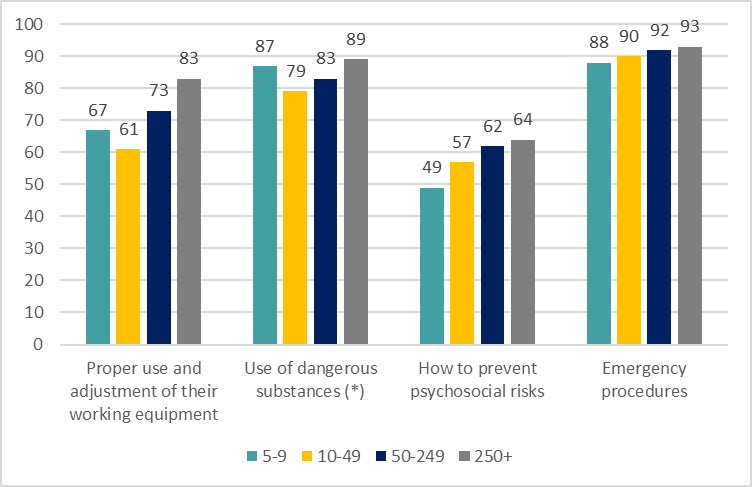 100
90
80
70
60
50
40
30
20
10
0
67
61
73
83
87
79
83
89
49
57
62
64
88
90
92
93
Proper use and
adjustment of their
working equipment
Use of dangerous
substances (*)
How to prevent
psychosocial risks
Emergency
procedures
5-9 10-49 50-249 250+